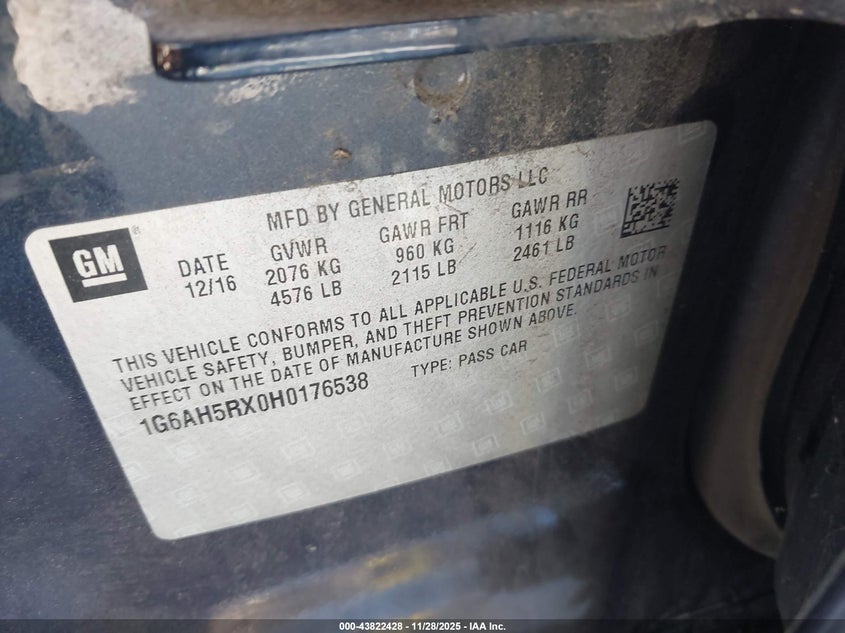 MFD BY GENERAL MOTORS LLC
GM®
DATE
12/16
GVWR
2076 KG
4576 LB
GAWR FRT
960 KG
2115 LB
GAWR RR
1116 KG
2461 LB
THIS VEHICLE CONFORMS TO ALL APPLICABLE U.S. FEDERAL MOTOR
VEHICLE SAFETY, BUMPER, AND THEFT PREVENTION STANDARDS IN
EFFECT ON THE DATE OF MANUFACTURE SHOWN ABOVE.
1G6AH5RX0H0176538
TYPE: PASS CAR
000-43822428 - 11/28/2025 - IAA Inc.